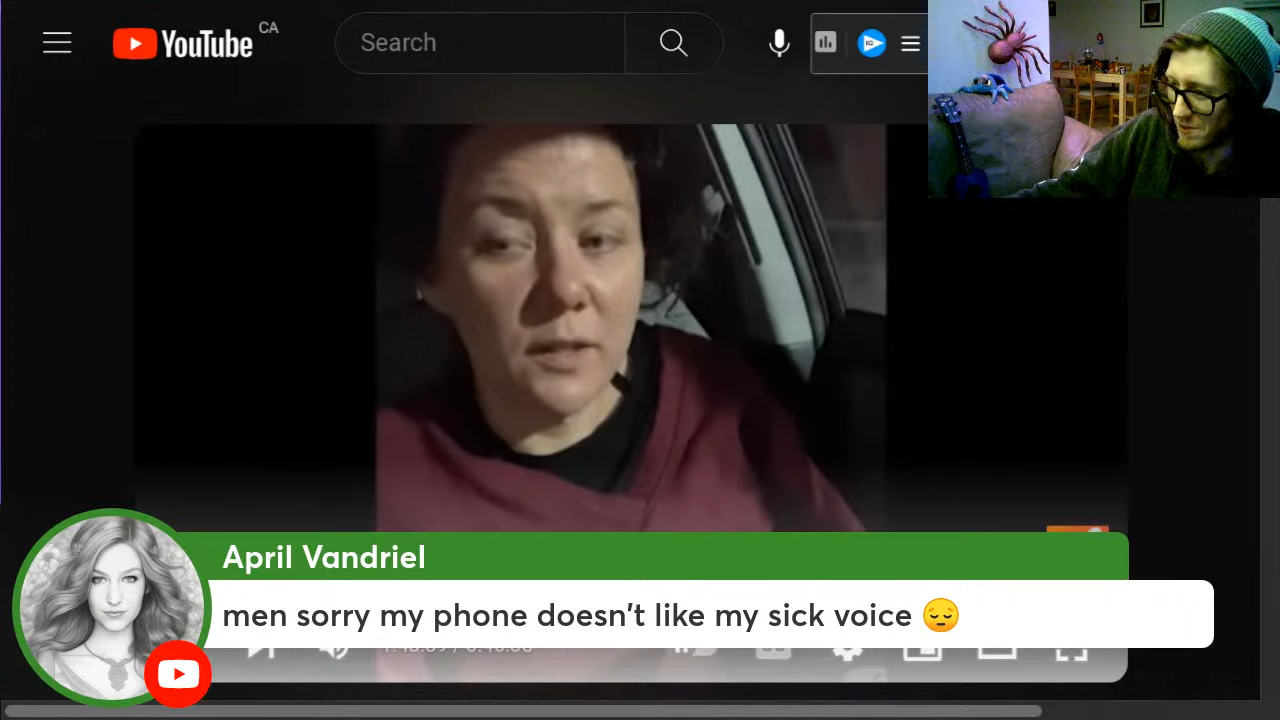 YouTube CA
Search
April Vandriel
men sorry my phone doesn't like my sick voice 😔